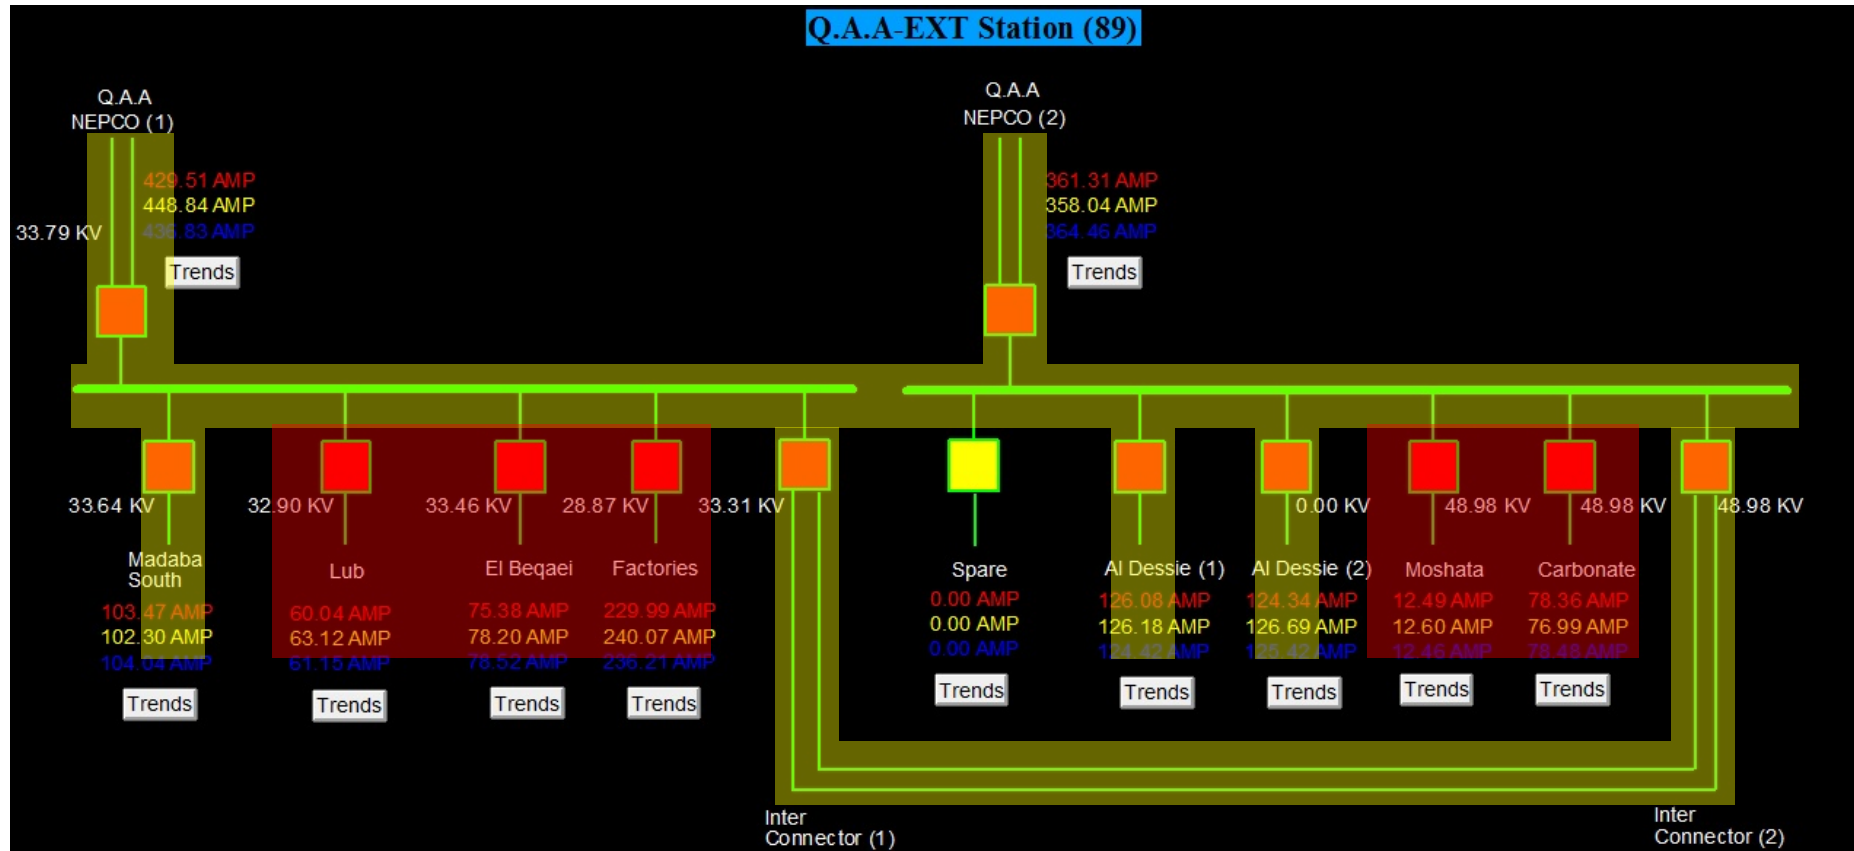 Q.A.A-EXT Station (89)
Q.A.A
NEPCO (1)
429.51 AMP
448.84 AMP
436.83 AMP
33.79 KV
Trends
Q.A.A
NEPCO (2)
361.31 AMP
358.04 AMP
364.46 AMP
Trends
33.64 KV
32.90 KV
33.46 KV
28.87 KV
33.31 KV
0.00 KV
48.98 KV
48.98 KV
48.98 KV
Madaba
South
103.47 AMP
102.30 AMP
104.04 AMP
Trends
Lub
60.04 AMP
63.12 AMP
61.15 AMP
Trends
El Beqaei
75.38 AMP
78.20 AMP
78.52 AMP
Trends
Factories
229.99 AMP
240.07 AMP
236.21 AMP
Trends
Spare
0.00 AMP
0.00 AMP
0.00 AMP
Trends
Al Dessie (1)
126.08 AMP
126.18 AMP
124.42 AMP
Trends
Al Dessie (2)
124.34 AMP
126.69 AMP
125.42 AMP
Trends
Moshata
12.49 AMP
12.60 AMP
12.46 AMP
Trends
Carbonate
78.36 AMP
76.99 AMP
78.48 AMP
Trends
Inter
Connector (1)
Inter
Connector (2)